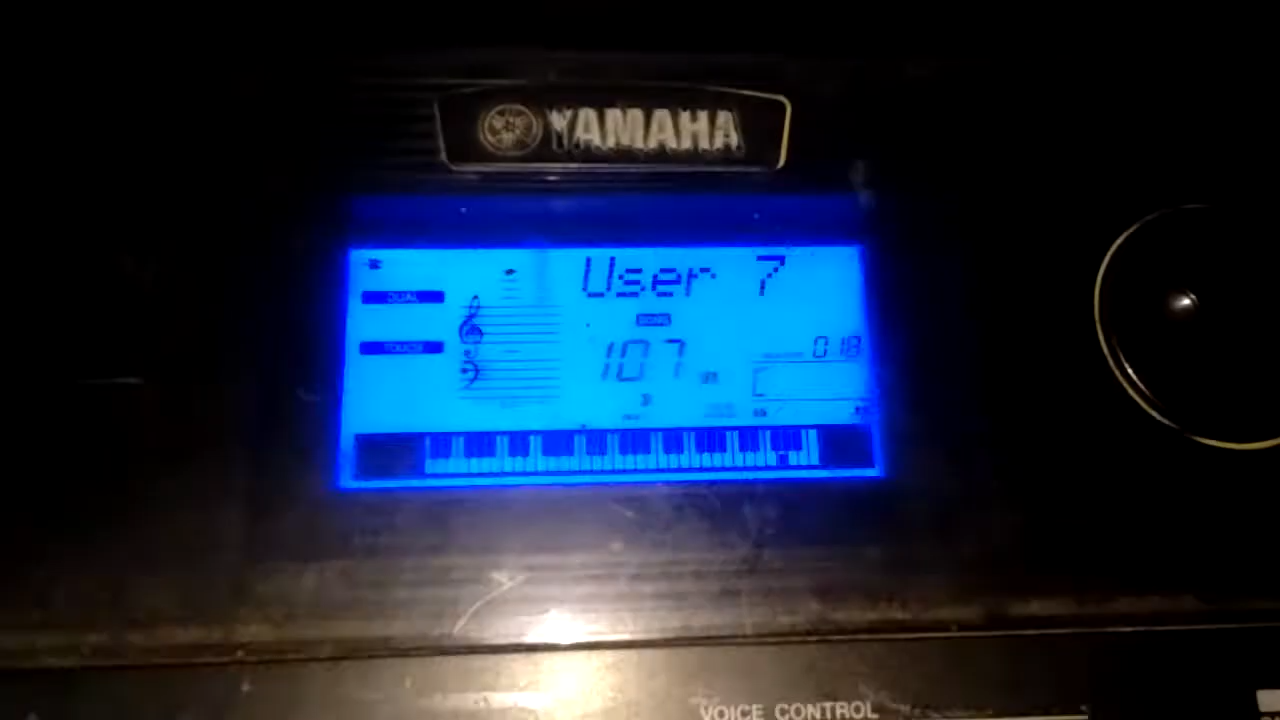 YAMAHA
User 7
DUAL
SONG
TOUCH
107
018
VOICE CONTROL